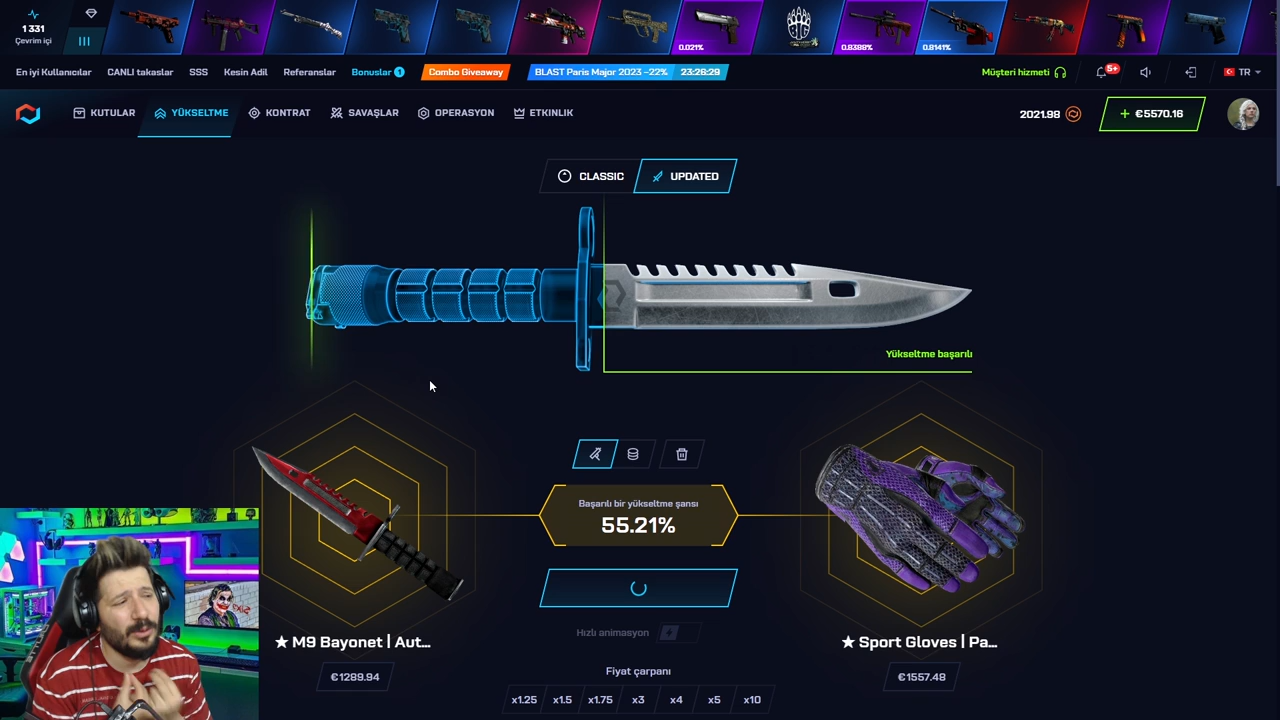 1 331
Çevrim içi
0.021%
0.8388%
0.8141%
En iyi Kullanıcılar CANLI takaslar SSS Kesin Adil Referanslar Bonuslar 1 Combo Giveaway BLAST Paris Major 2023 -22% 23:26:29 Müşteri hizmeti 5+ TR
KUTULAR YÜKSELTME KONTRAT SAVAŞLAR OPERASYON ETKINLIK 2021.98 + €5570.16
CLASSIC UPDATED
Yükseltme başarılı
Başarılı bir yükseltme şansı
55.21%
Hızlı animasyon
★ M9 Bayonet | Aut...
★ Sport Gloves | Pa...
€1289.94
€1557.48
Fiyat çarpanı
x1.25 x1.5 x1.75 x3 x4 x5 x10